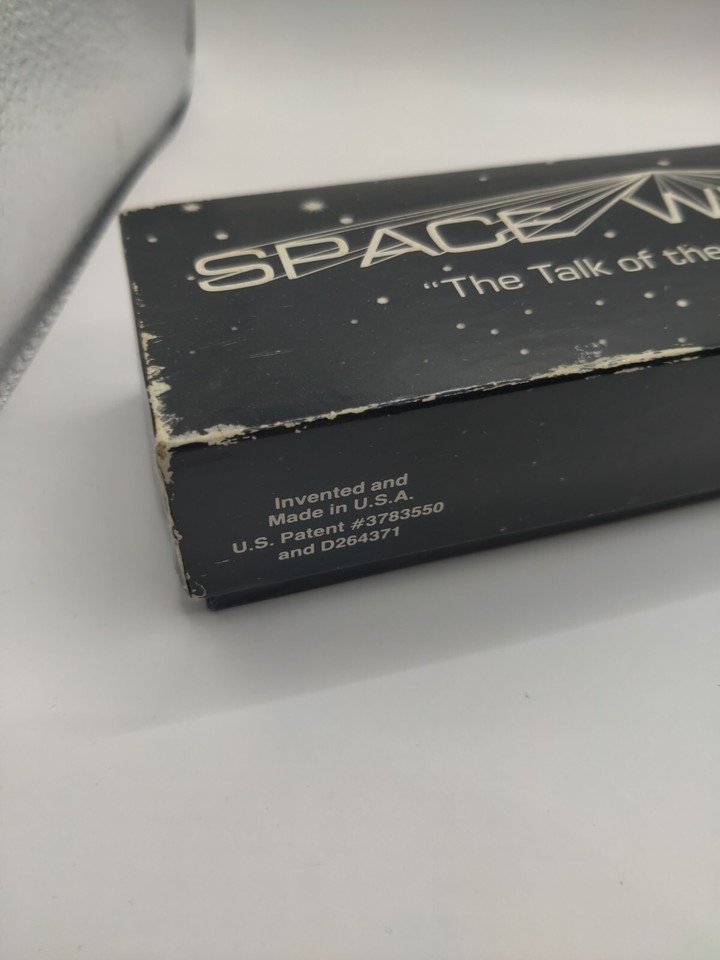 SPACE W
“The Talk of the
Invented and
Made in U.S.A.
U.S. Patent #3783550
and D264371